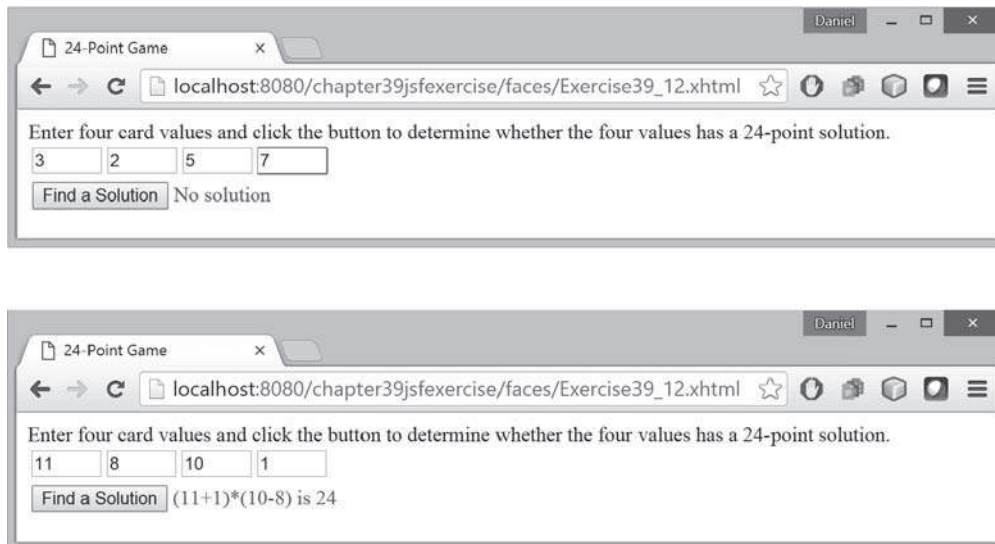 Daniel
24-Point Game
localhost:8080/chapter39jsfexercise/faces/Exercise39_12.xhtml
Enter four card values and click the button to determine whether the four values has a 24-point solution.
3 2 5 7
Find a Solution No solution
Daniel
24-Point Game
localhost:8080/chapter39jsfexercise/faces/Exercise39_12.xhtml
Enter four card values and click the button to determine whether the four values has a 24-point solution.
11 8 10 1
Find a Solution (11+1)*(10-8) is 24